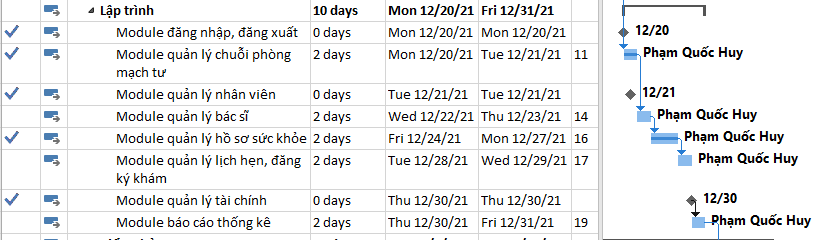 Lập trình 10 days Mon 12/20/21 Fri 12/31/21
Module đăng nhập, đăng xuất 0 days Mon 12/20/21 Mon 12/20/21 12/20
Module quản lý chuỗi phòng 2 days Mon 12/20/21 Tue 12/21/21 11 Phạm Quốc Huy
mạch tư
Module quản lý nhân viên 0 days Tue 12/21/21 Tue 12/21/21 12/21
Module quản lý bác sĩ 2 days Wed 12/22/21 Thu 12/23/21 14 Phạm Quốc Huy
Module quản lý hồ sơ sức khỏe 2 days Fri 12/24/21 Mon 12/27/21 16 Phạm Quốc Huy
Module quản lý lịch hẹn, đăng 2 days Tue 12/28/21 Wed 12/29/21 17 Phạm Quốc Huy
ký khám
Module quản lý tài chính 0 days Thu 12/30/21 Thu 12/30/21 12/30
Module báo cáo thống kê 2 days Thu 12/30/21 Fri 12/31/21 19 Phạm Quốc Huy